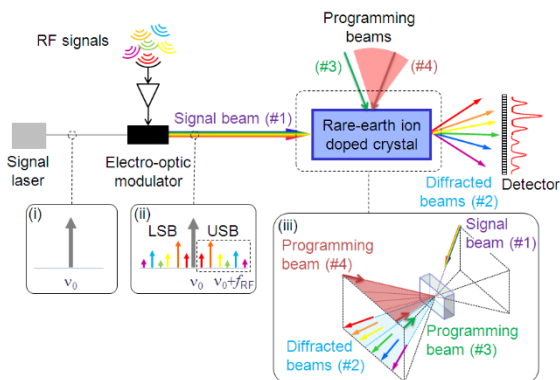 RF signals
Programming
beams
(#3)
(#4)
Signal beam (#1)
Rare-earth ion
doped crystal
Signal
laser
Electro-optic
modulator
Diffracted
beams (#2)
Detector
(i)
ν0
(ii)
LSB
USB
ν0 ν0+fRF
(iii)
Signal
beam (#1)
Programming
beam (#4)
Diffracted
beams (#2)
Programming
beam (#3)